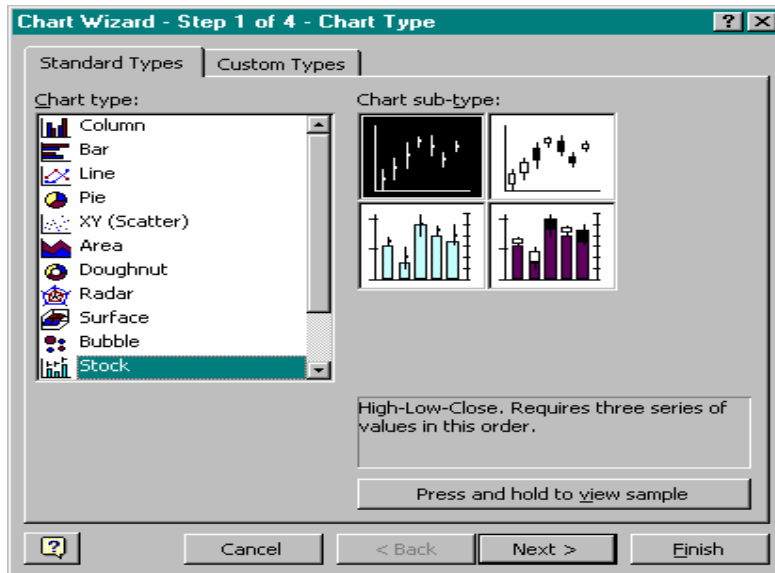 Chart Wizard - Step 1 of 4 - Chart Type
Standard Types
Custom Types
Chart type:
Column
Bar
Line
Pie
XY (Scatter)
Area
Doughnut
Radar
Surface
Bubble
Stock
Chart sub-type:
High-Low-Close. Requires three series of
values in this order.
Press and hold to view sample
Cancel
< Back
Next >
Finish